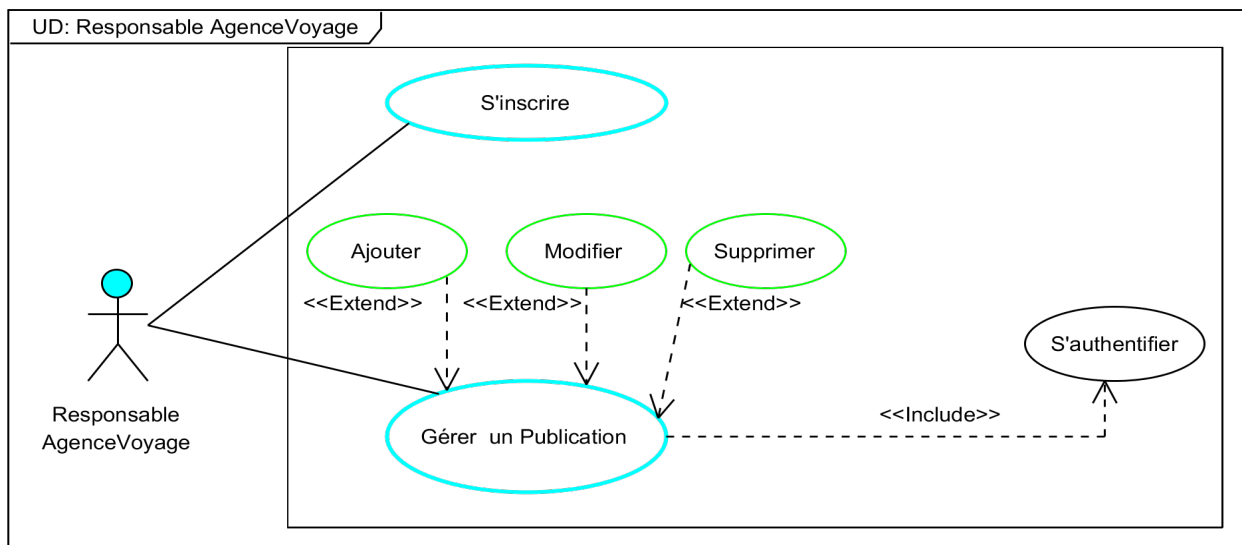 UD: Responsable AgenceVoyage
S'inscrire
Ajouter
Modifier
Supprimer
<<Extend>>
<<Extend>>
<<Extend>>
S'authentifier
Responsable
AgenceVoyage
<<Include>>
Gérer un Publication